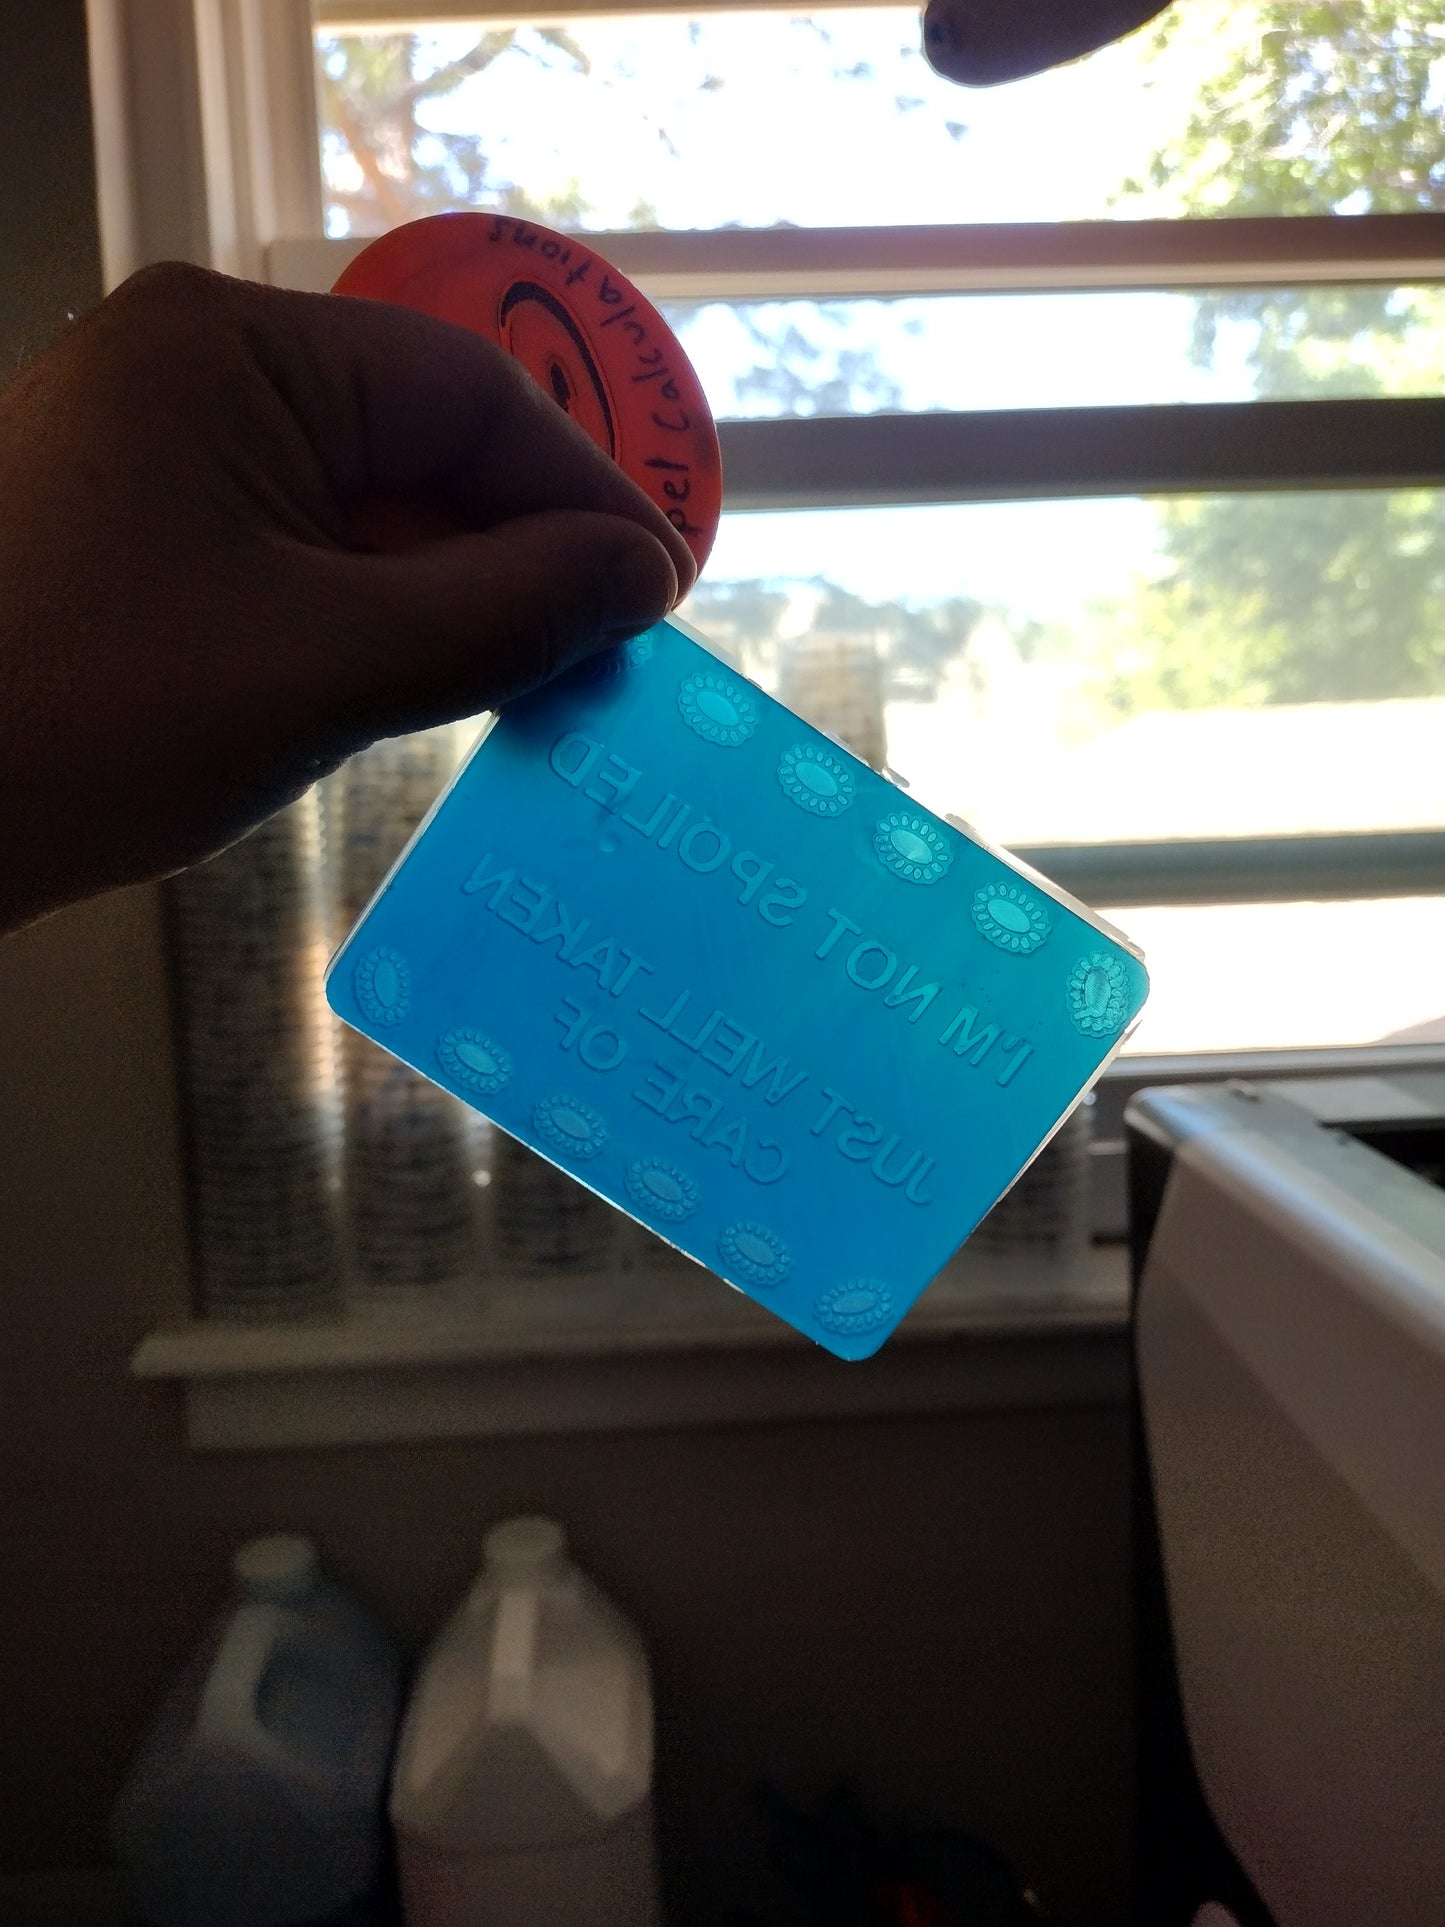 Calculations
I'M NOT SPOILED
JUST WELL TAKEN
CARE OF